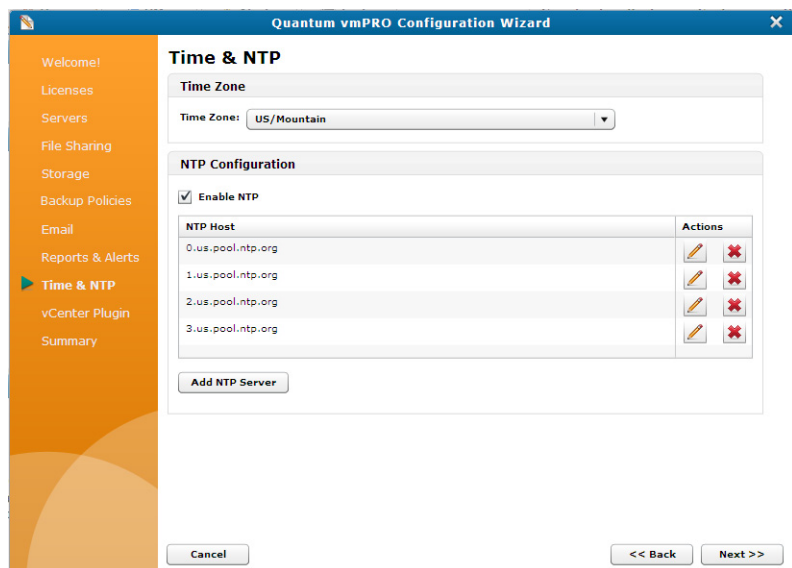 Quantum vmPRO Configuration Wizard
Welcome!
Licenses
Servers
File Sharing
Storage
Backup Policies
Email
Reports & Alerts
Time & NTP
vCenter Plugin
Summary
Time & NTP
Time Zone
Time Zone: US/Mountain
NTP Configuration
Enable NTP
NTP Host Actions
0.us.pool.ntp.org
1.us.pool.ntp.org
2.us.pool.ntp.org
3.us.pool.ntp.org
Add NTP Server
Cancel << Back Next >>